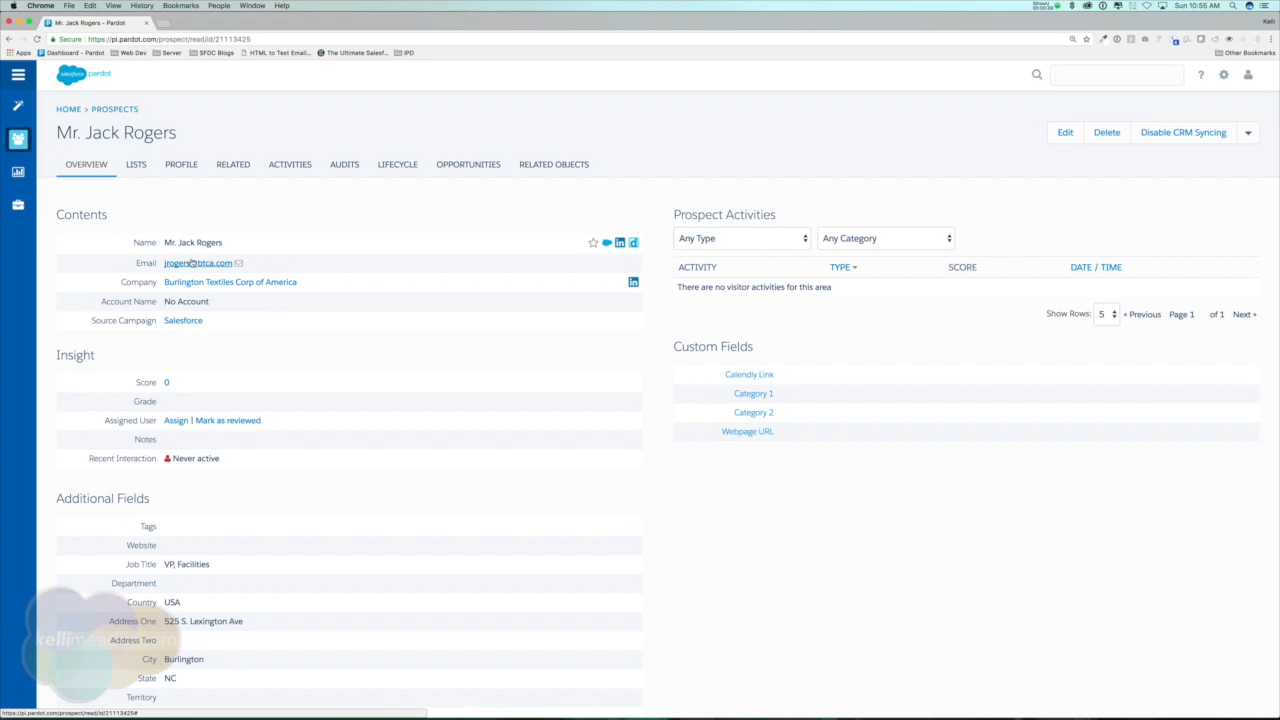 Chrome File Edit View History Bookmarks People Window Help
Sun 10:55 AM
Mr. Jack Rogers - Pardot
Kelli
Secure https://pi.pardot.com/prospect/read/id/21113425
Apps Dashboard - Pardot Web Dev Server SFDC Blogs HTML to Text Email... The Ultimate Salesf... IPD Other Bookmarks
salesforce pardot
HOME > PROSPECTS
Mr. Jack Rogers
Edit Delete Disable CRM Syncing
OVERVIEW LISTS PROFILE RELATED ACTIVITIES AUDITS LIFECYCLE OPPORTUNITIES RELATED OBJECTS
Contents
Name Mr. Jack Rogers
Email jrogers@btca.com
Company Burlington Textiles Corp of America
Account Name No Account
Source Campaign Salesforce
Insight
Score 0
Grade
Assigned User Assign | Mark as reviewed
Notes
Recent Interaction Never active
Additional Fields
Tags
Website
Job Title VP, Facilities
Department
Country USA
Address One 525 S. Lexington Ave
Address Two
City Burlington
State NC
Territory
Prospect Activities
Any Type Any Category
ACTIVITY TYPE SCORE DATE / TIME
There are no visitor activities for this area
Show Rows: 5 « Previous Page 1 of 1 Next »
Custom Fields
Calendly Link
Category 1
Category 2
Webpage URL
https://pi.pardot.com/prospect/read/id/21113425#